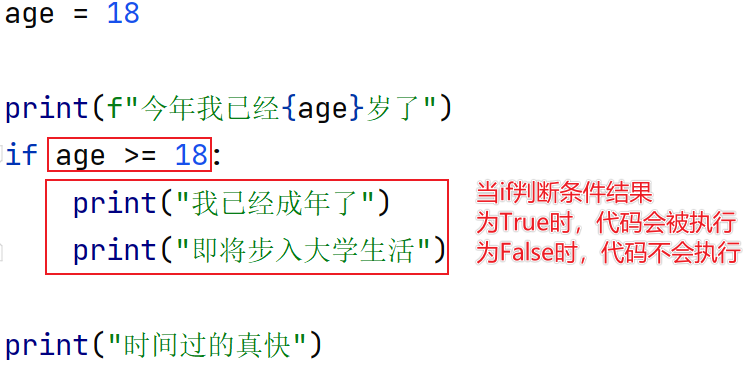 age = 18
print(f"今年我已经{age}岁了")
if age >= 18:
print("我已经成年了")
print("即将步入大学生活")
当if判断条件结果
为True时，代码会被执行
为False时，代码不会执行
print("时间过的真快")